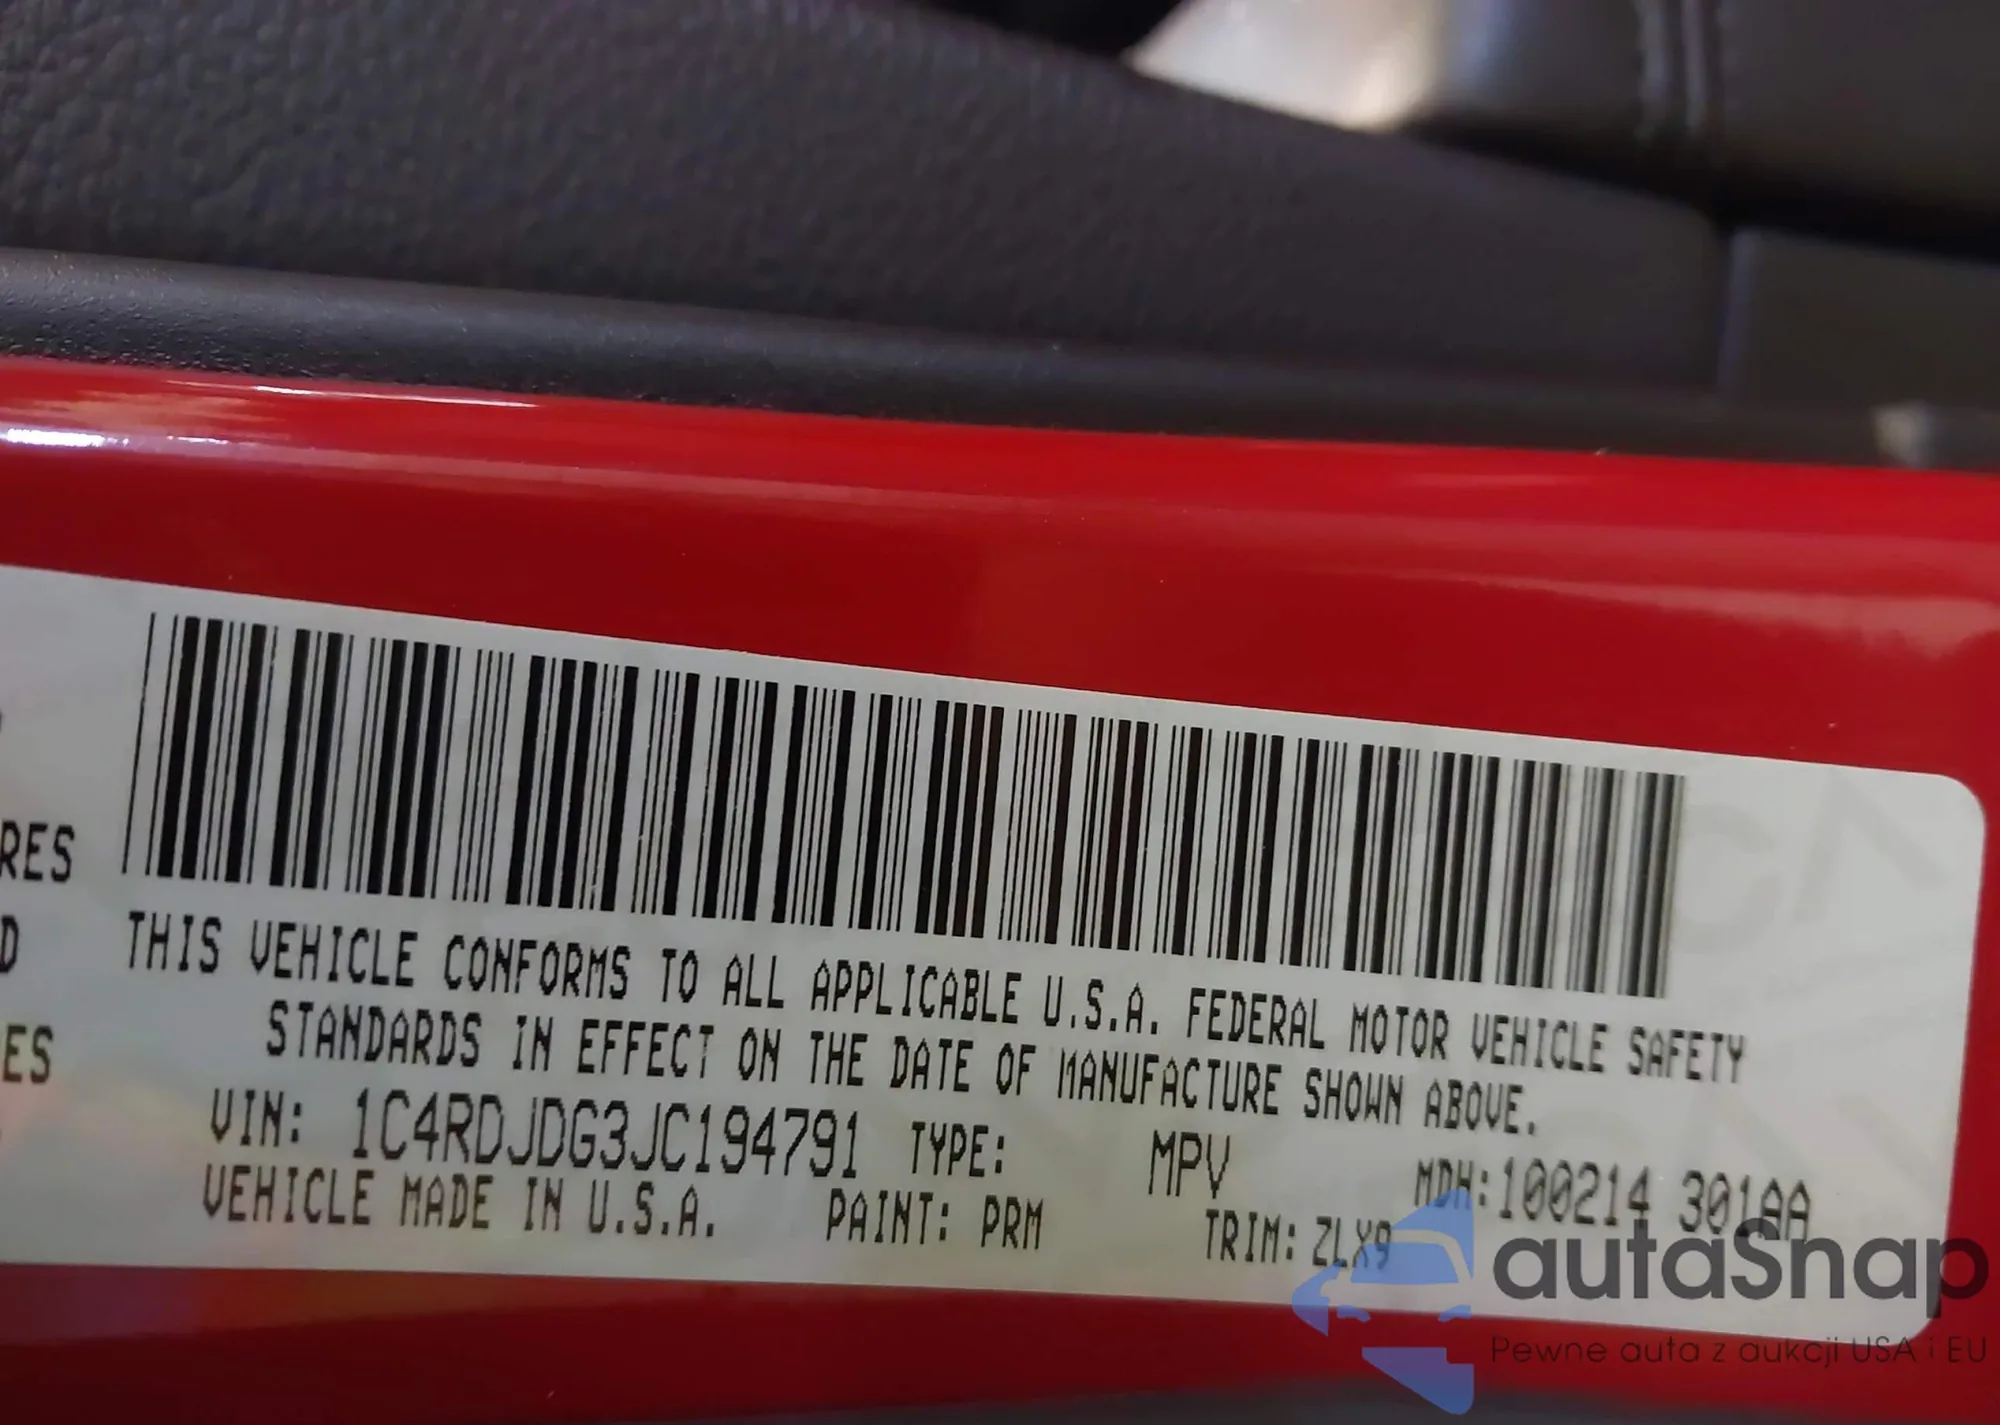 RES
D
ES
THIS VEHICLE CONFORMS TO ALL APPLICABLE U.S.A. FEDERAL MOTOR VEHICLE SAFETY
STANDARDS IN EFFECT ON THE DATE OF MANUFACTURE SHOWN ABOVE.
VIN: 1C4RDJDG3JC194791 TYPE: MPV MDH:100214 301AA
VEHICLE MADE IN U.S.A. PAINT: PRM TRIM: ZLX9
autaSnap
Pewne auta z aukcji USA i EU